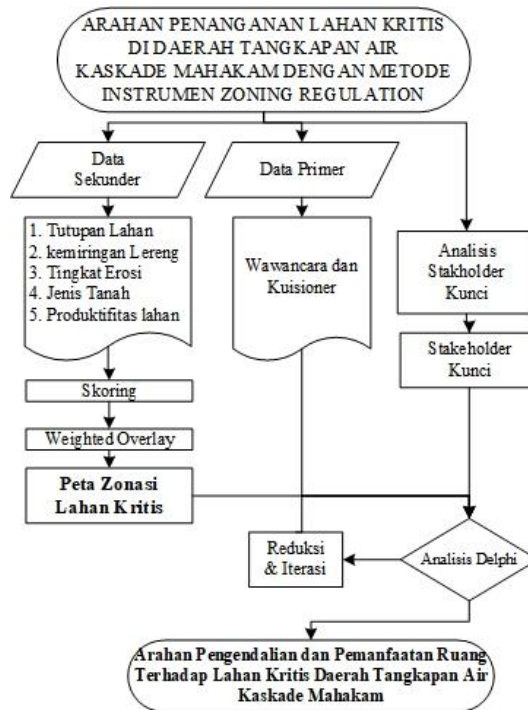 ARAHAN PENANGANAN LAHAN KRITIS
DI DAERAH TANGKAPAN AIR
KASKADE MAHAKAM DENGAN METODE
INSTRUMEN ZONING REGULATION
Data
Sekunder
Data Primer
1. Tutupan Lahan
2. kemiringan Lereng
3. Tingkat Erosi
4. Jenis Tanah
5. Produktifitas lahan
Wawancara dan
Kuisioner
Analisis
Stakholder
Kunci
Stakeholder
Kunci
Skoring
Weighted Overlay
Peta Zonasi
Lahan Kritis
Reduksi
& Iterasi
Analisis Delphi
Arahan Pengendalian dan Pemanfaatan Ruang
Terhadap Lahan Kritis Daerah Tangkapan Air
Kaskade Mahakam